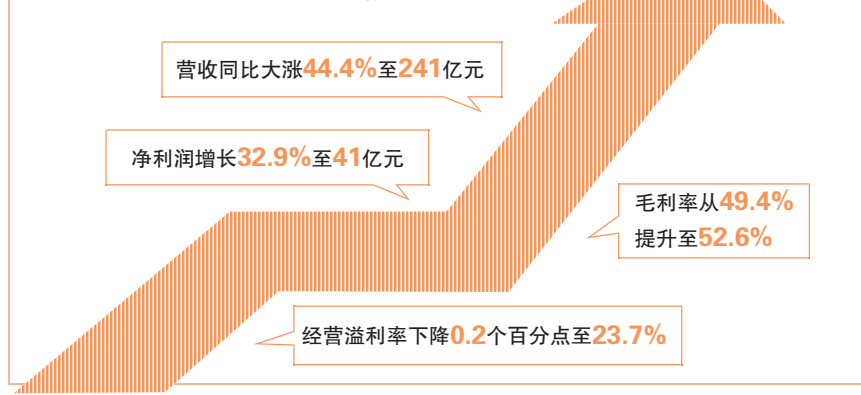 营收同比大涨44.4%至241亿元
净利润增长32.9%至41亿元
毛利率从49.4%
提升至52.6%
经营溢利率下降0.2个百分点至23.7%